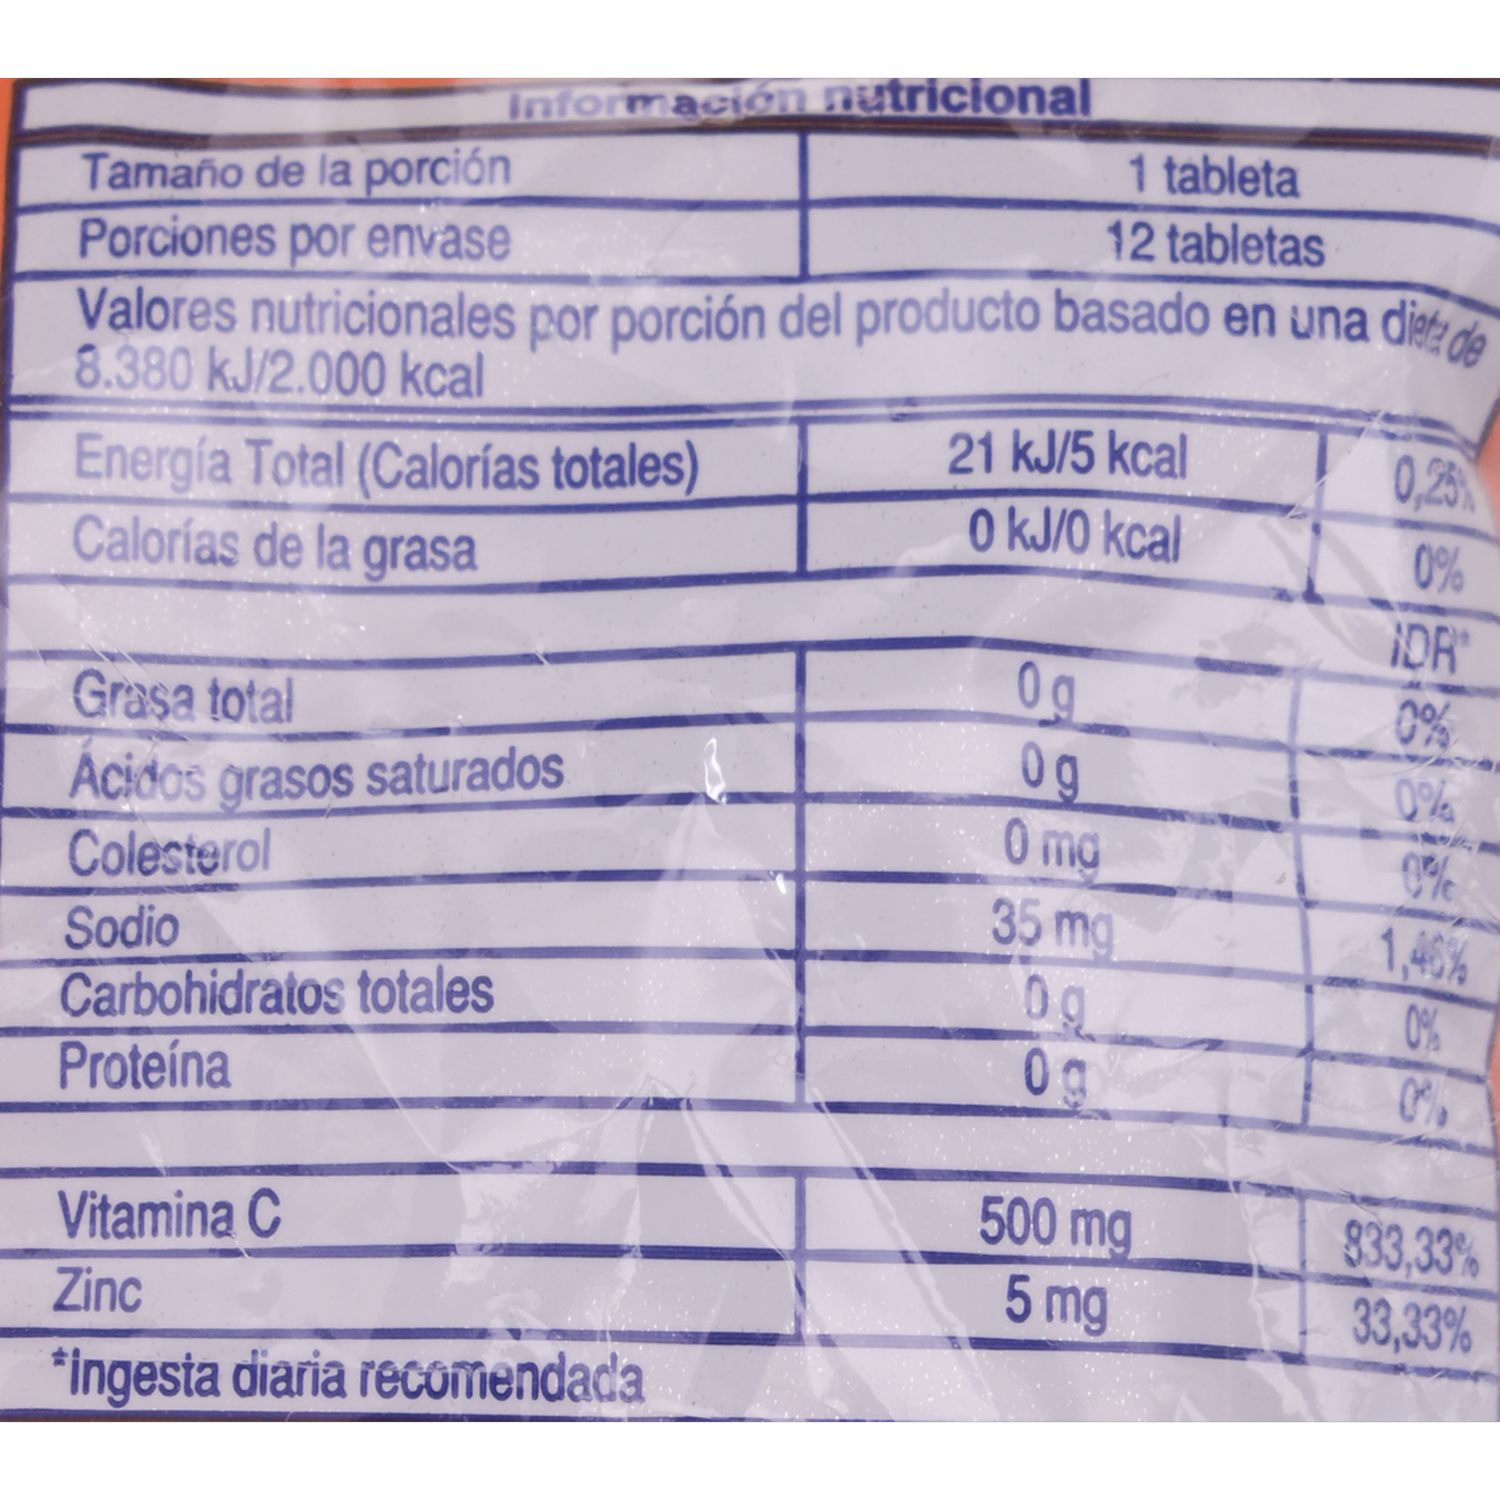 Información nutricional
Tamaño de la porción 1 tableta
Porciones por envase 12 tabletas
Valores nutricionales por porción del producto basado en una dieta de
8.380 kJ/2.000 kcal
Energía Total (Calorías totales) 21 kJ/5 kcal 0,25%
Calorías de la grasa 0 kJ/0 kcal 0%
IDR*
Grasa total 0 g 0%
Ácidos grasos saturados 0 g 0%
Colesterol 0 mg 0%
Sodio 35 mg 1,46%
Carbohidratos totales 0 g 0%
Proteína 0 g 0%
Vitamina C 500 mg 833,33%
Zinc 5 mg 33,33%
*Ingesta diaria recomendada